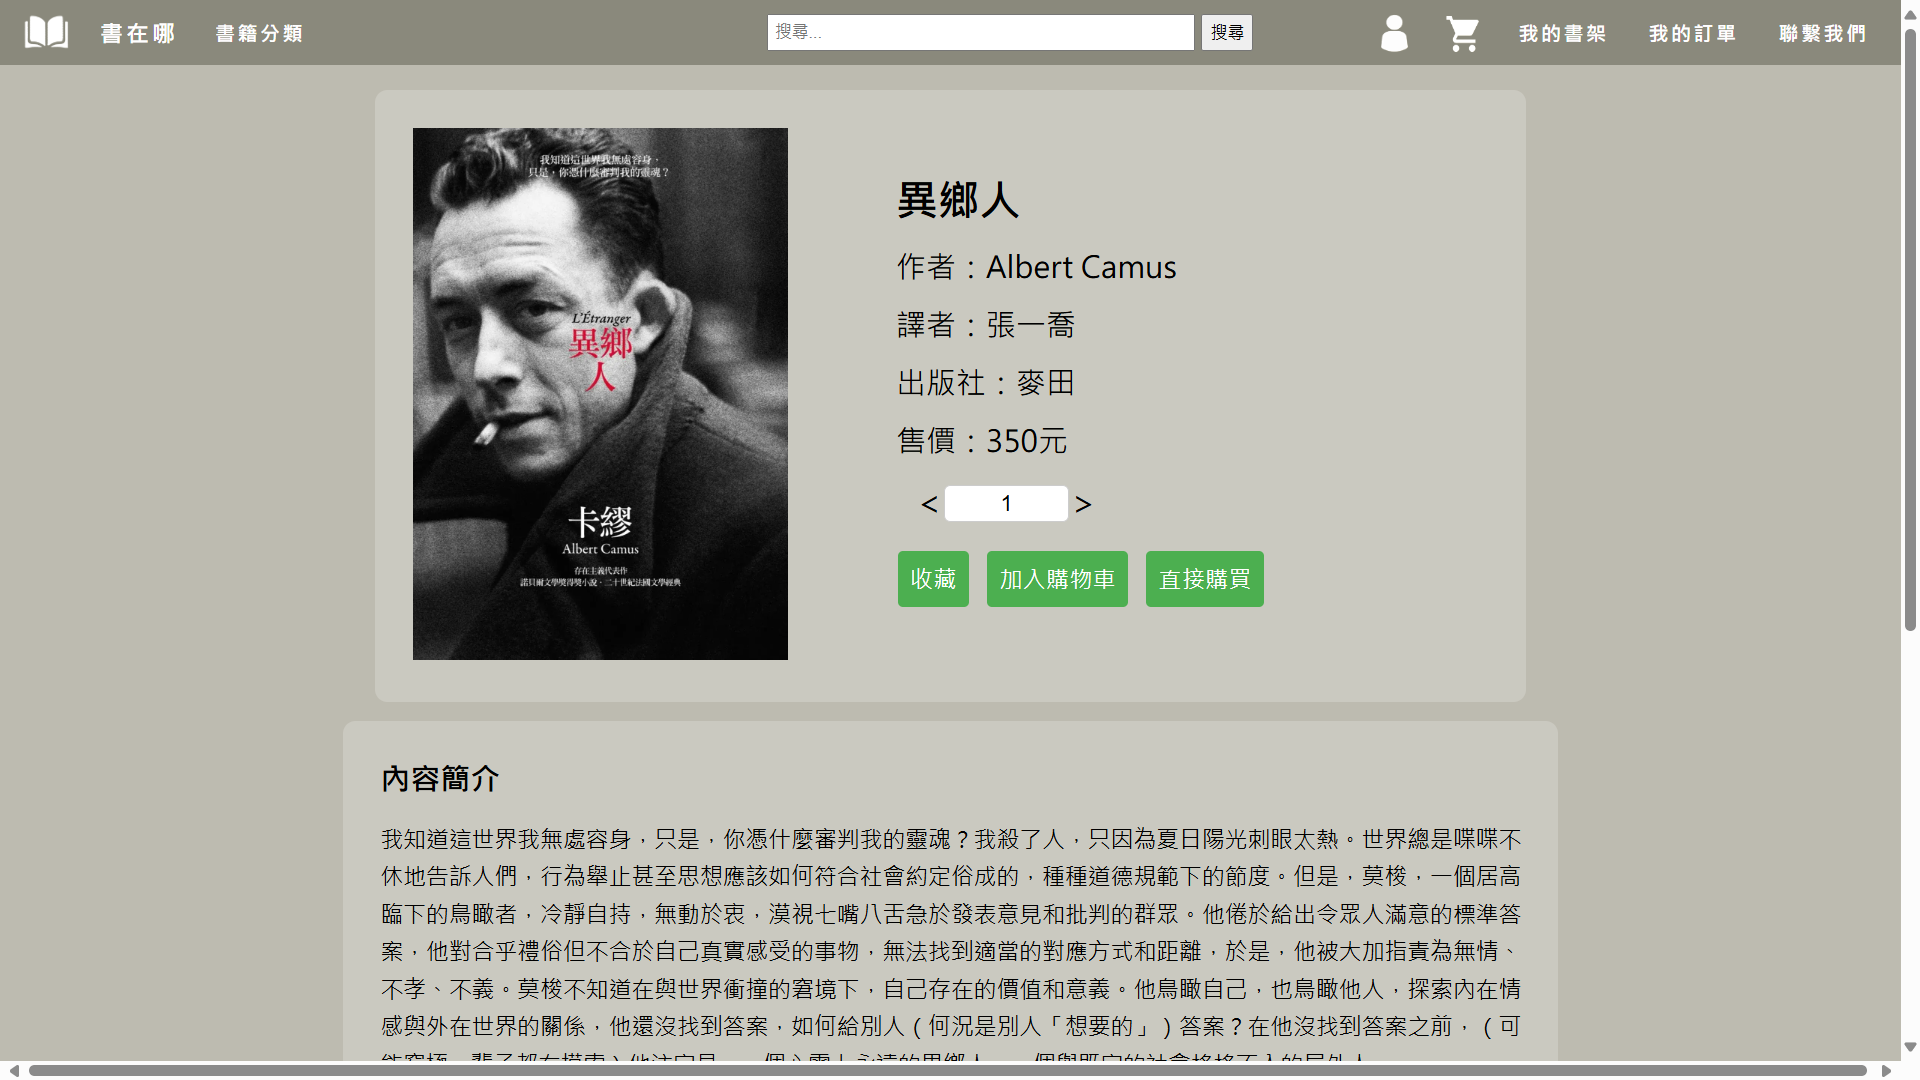 書在哪
書籍分類
搜尋...
搜尋
我的書架
我的訂單
聯繫我們
我知道這世界我無處容身,
只是,你憑什麼審判我的靈魂?
L'Étranger
異鄉
人
卡繆
Albert Camus
存在主義代表作
諾貝爾文學獎得獎小說.二十世紀法國文學經典
異鄉人
作者:Albert Camus
譯者:張一喬
出版社:麥田
售價:350元
< 1 >
收藏
加入購物車
直接購買
內容簡介
我知道這世界我無處容身,只是,你憑什麼審判我的靈魂?我殺了人,只因為夏日陽光刺眼太熱。世界總是喋喋不
休地告訴人們,行為舉止甚至思想應該如何符合社會約定俗成的,種種道德規範下的節度。但是,莫梭,一個居高
臨下的鳥瞰者,冷靜自持,無動於衷,漠視七嘴八舌急於發表意見和批判的群眾。他倦於給出令眾人滿意的標準答
案,他對合乎禮俗但不合於自己真實感受的事物,無法找到適當的對應方式和距離,於是,他被大加指責為無情、
不孝、不義。莫梭不知道在與世界衝撞的窘境下,自己存在的價值和意義。他鳥瞰自己,也鳥瞰他人,探索內在情
感與外在世界的關係,他還沒找到答案,如何給別人(何況是別人「想要的」)答案?在他沒找到答案之前,(可